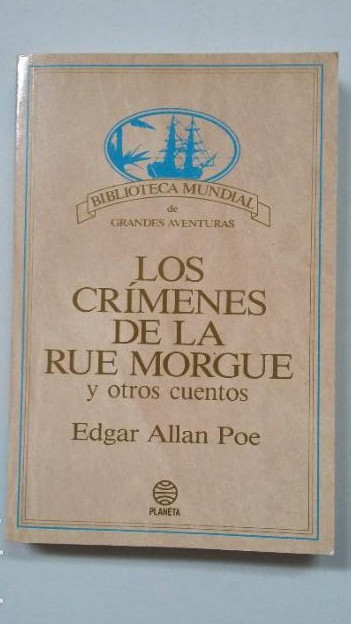 BIBLIOTECA MUNDIAL
de
GRANDES AVENTURAS
LOS
CRÍMENES
DE LA
RUE MORGUE
y otros cuentos
Edgar Allan Poe
PLANETA